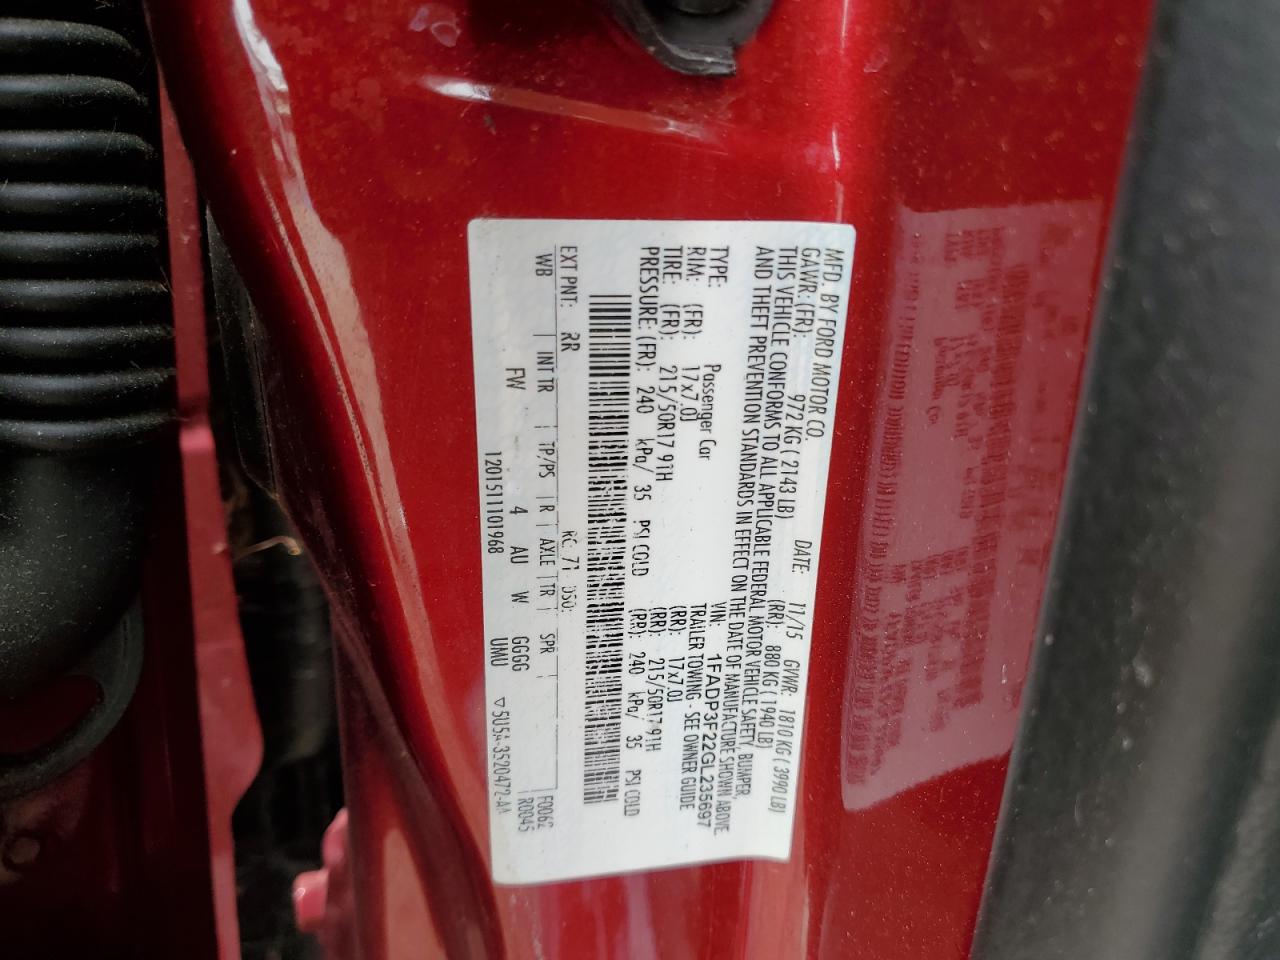 MFD. BY FORD MOTOR CO.
DATE: 11/15 GVWR: 1810 KG ( 3990 LB)
GAWR: (FR): 972 KG ( 2143 LB) (RR): 880 KG ( 1940 LB)
THIS VEHICLE CONFORMS TO ALL APPLICABLE FEDERAL MOTOR VEHICLE SAFETY, BUMPER,
AND THEFT PREVENTION STANDARDS IN EFFECT ON THE DATE OF MANUFACTURE SHOWN ABOVE.
VIN: 1FADP3F22GL235697
TYPE: Passenger Car TRAILER TOWING - SEE OWNER GUIDE
RIM: (FR): 17x7.0J (RR): 17x7.0J
TIRE: (FR): 215/50R17 91H (RR): 215/50R17 91H
PRESSURE: (FR): 240 kPa/ 35 PSI COLD (RR): 240 kPa/ 35 PSI COLD
EXT PNT: RR RC: 71 DSO: F0062
WB INT TR TP/PS R AXLE TR SPR R0045
FW 4 AU W GGGG
1201511101968 UMU ▽5U5A-3520472-AA